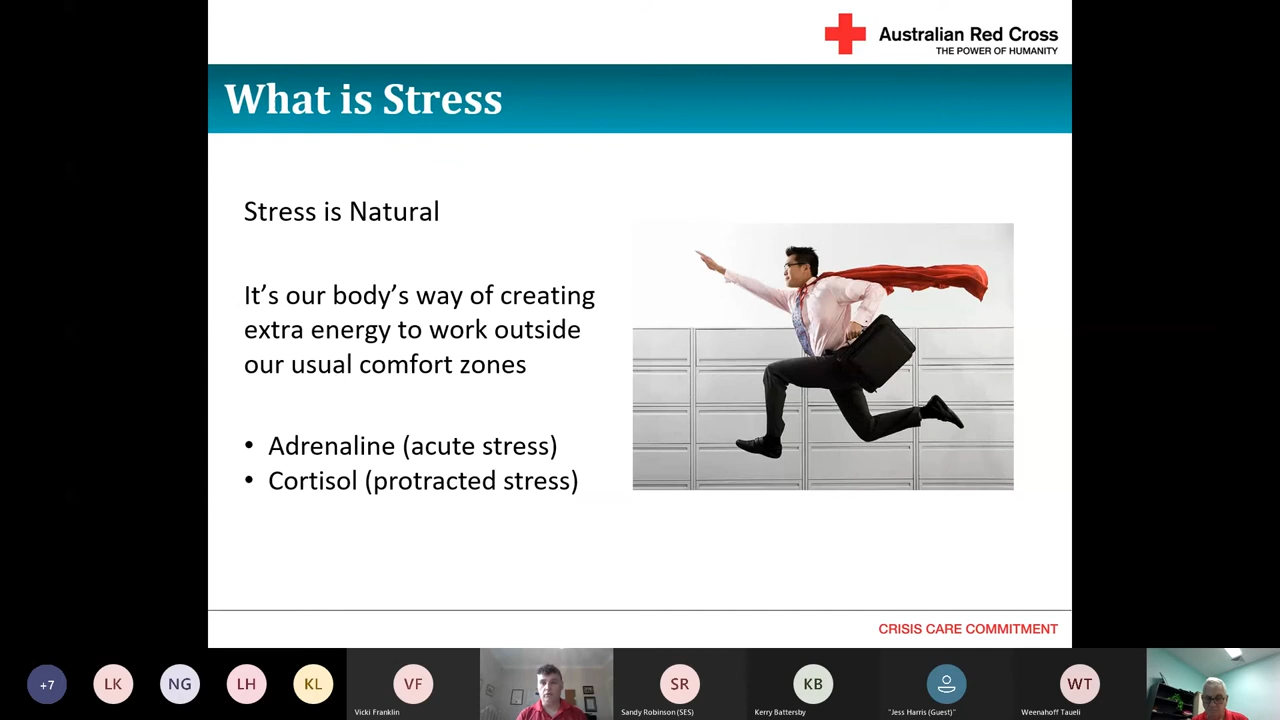 Australian Red Cross
THE POWER OF HUMANITY
What is Stress
Stress is Natural
It’s our body’s way of creating
extra energy to work outside
our usual comfort zones
• Adrenaline (acute stress)
• Cortisol (protracted stress)
CRISIS CARE COMMITMENT
+7
LK
NG
LH
KL
VF
SR
KB
WT
Vicki Franklin
Sandy Robinson (SES)
Kerry Battersby
"Jess Harris (Guest)"
Weenahoff Taueli